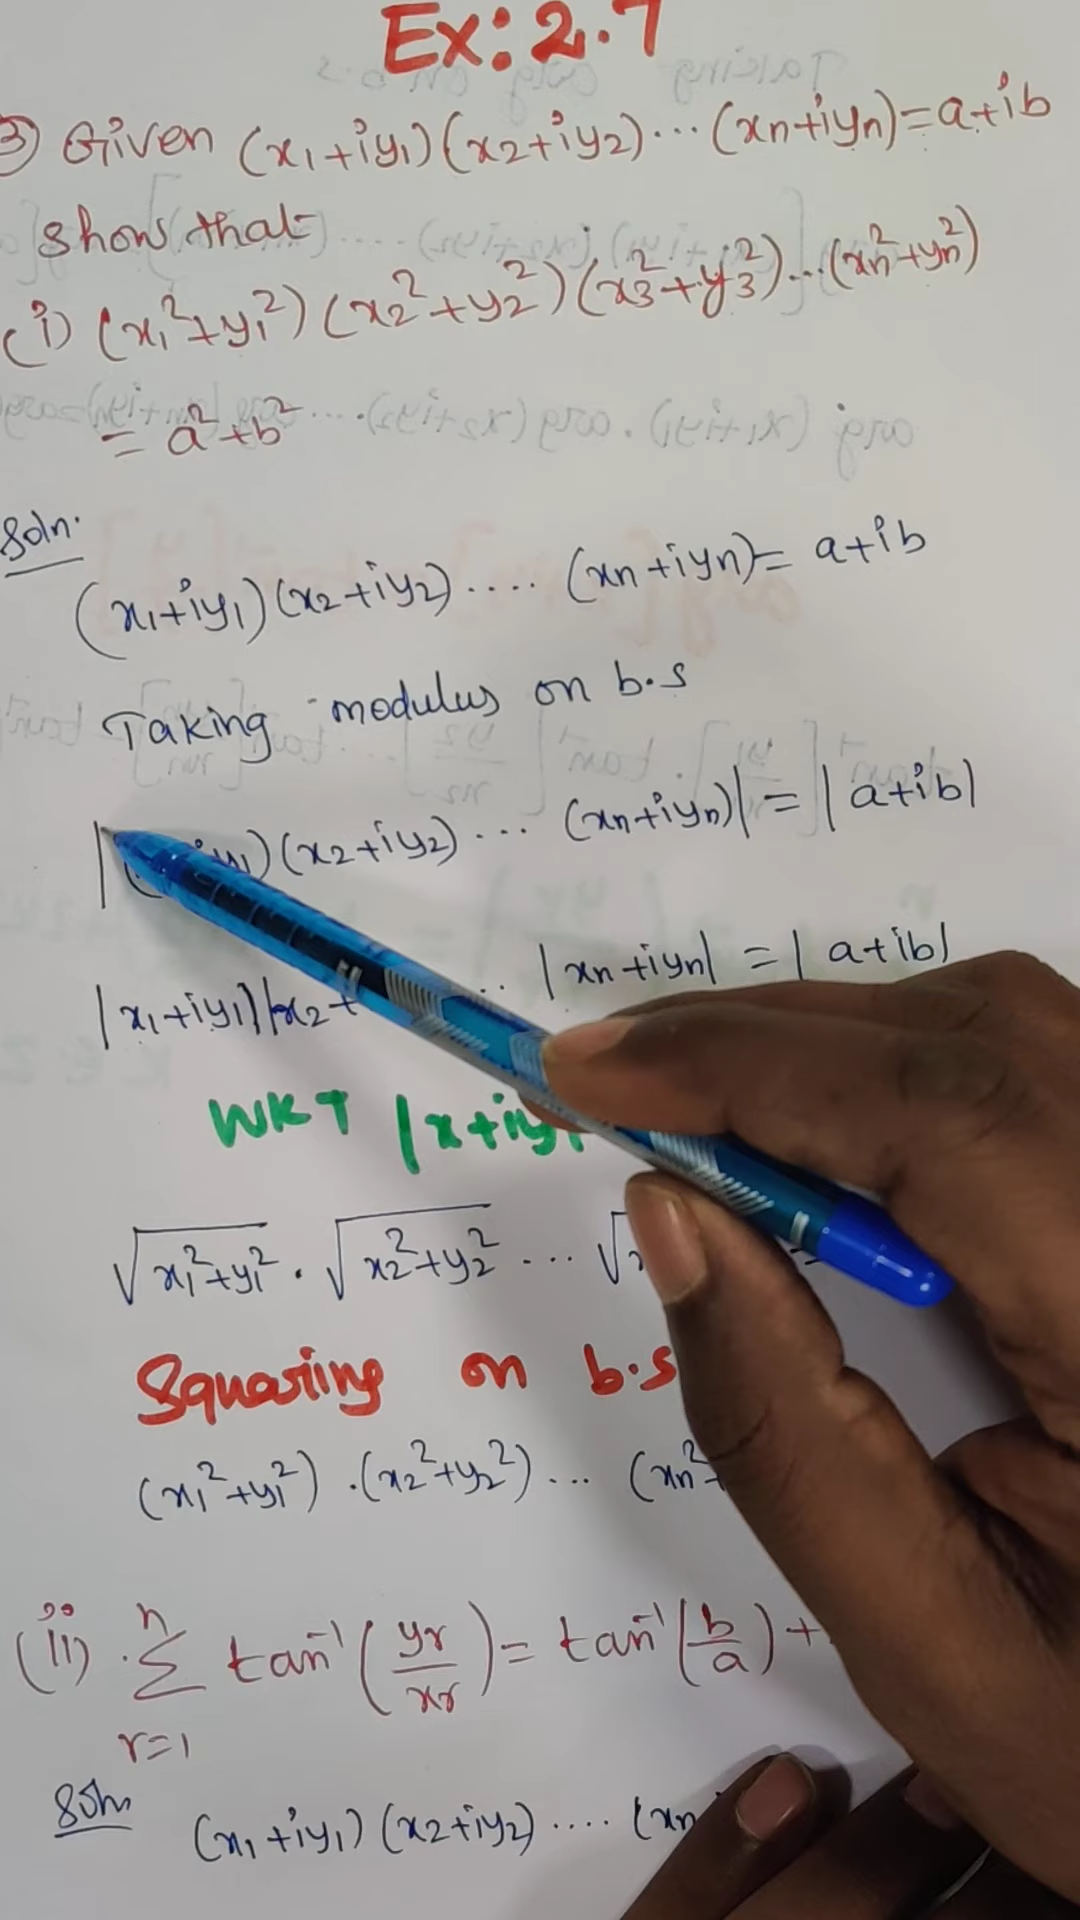 Ex: 2.7
3) Given (x₁+iy₁)(x₂+iy₂)...(xn+iyn)=a+ib
show that
(i) (x₁²+y₁²)(x₂²+y₂²)(x₃²+y₃²)...(xn²+yn²)
= a²+b²
Soln.
(x₁+iy₁)(x₂+iy₂).... (xn+iyn)= a+ib
Taking modulus on b.s
|( iy₁)(x₂+iy₂)... (xn+iyn)| = |a+ib|
|x₁+iy₁||x₂+ .. |xn+iyn| = |a+ib|
WKT |x+iy|
√x₁²+y₁² . √x₂²+y₂² ... √
Squaring on b.s
(x₁²+y₁²).(x₂²+y₂²)... (xn²+
(ii) n∑r=1 tan⁻¹(yr/xr)= tan⁻¹(b/a)+
Soln
(x₁+iy₁)(x₂+iy₂)....(xn